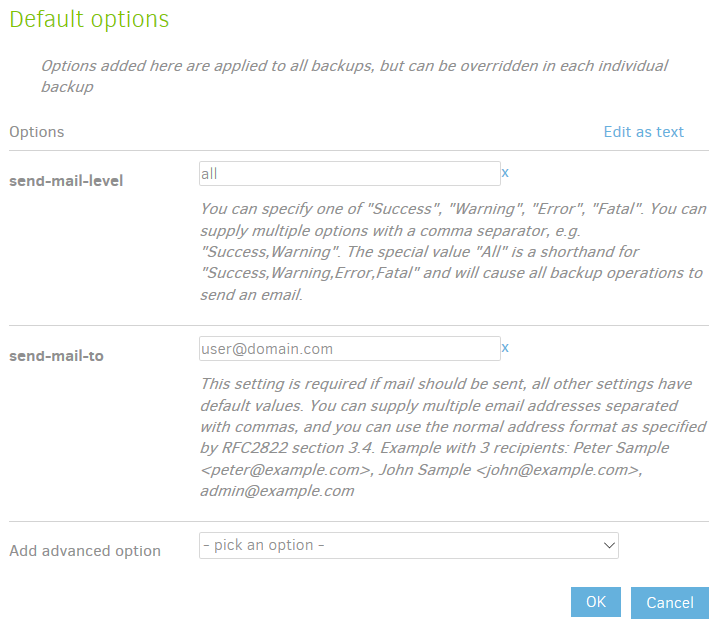 Default options
Options added here are applied to all backups, but can be overridden in each individual
backup
Options
Edit as text
send-mail-level
all
x
You can specify one of "Success", "Warning", "Error", "Fatal". You can
supply multiple options with a comma separator, e.g.
"Success,Warning". The special value "All" is a shorthand for
"Success,Warning,Error,Fatal" and will cause all backup operations to
send an email.
send-mail-to
user@domain.com
x
This setting is required if mail should be sent, all other settings have
default values. You can supply multiple email addresses separated
with commas, and you can use the normal address format as specified
by RFC2822 section 3.4. Example with 3 recipients: Peter Sample
<peter@example.com>, John Sample <john@example.com>,
admin@example.com
Add advanced option
- pick an option -
OK
Cancel